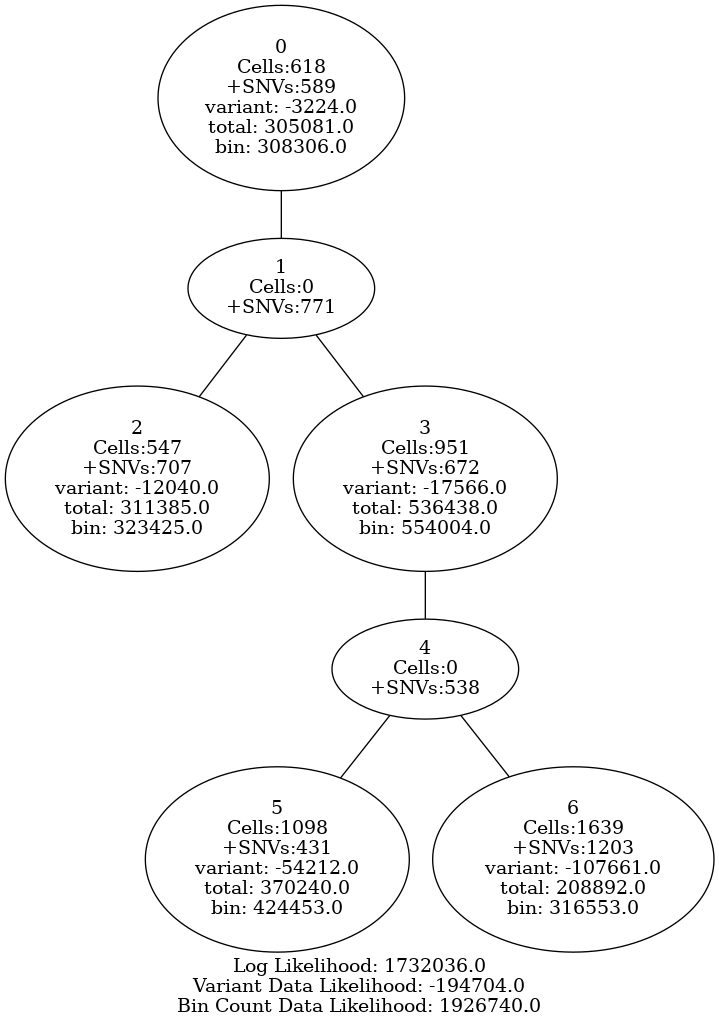 0
Cells:618
+SNVs:589
variant: -3224.0
total: 305081.0
bin: 308306.0
1
Cells:0
+SNVs:771
2
Cells:547
+SNVs:707
variant: -12040.0
total: 311385.0
bin: 323425.0
3
Cells:951
+SNVs:672
variant: -17566.0
total: 536438.0
bin: 554004.0
4
Cells:0
+SNVs:538
5
Cells:1098
+SNVs:431
variant: -54212.0
total: 370240.0
bin: 424453.0
6
Cells:1639
+SNVs:1203
variant: -107661.0
total: 208892.0
bin: 316553.0
Log Likelihood: 1732036.0
Variant Data Likelihood: -194704.0
Bin Count Data Likelihood: 1926740.0